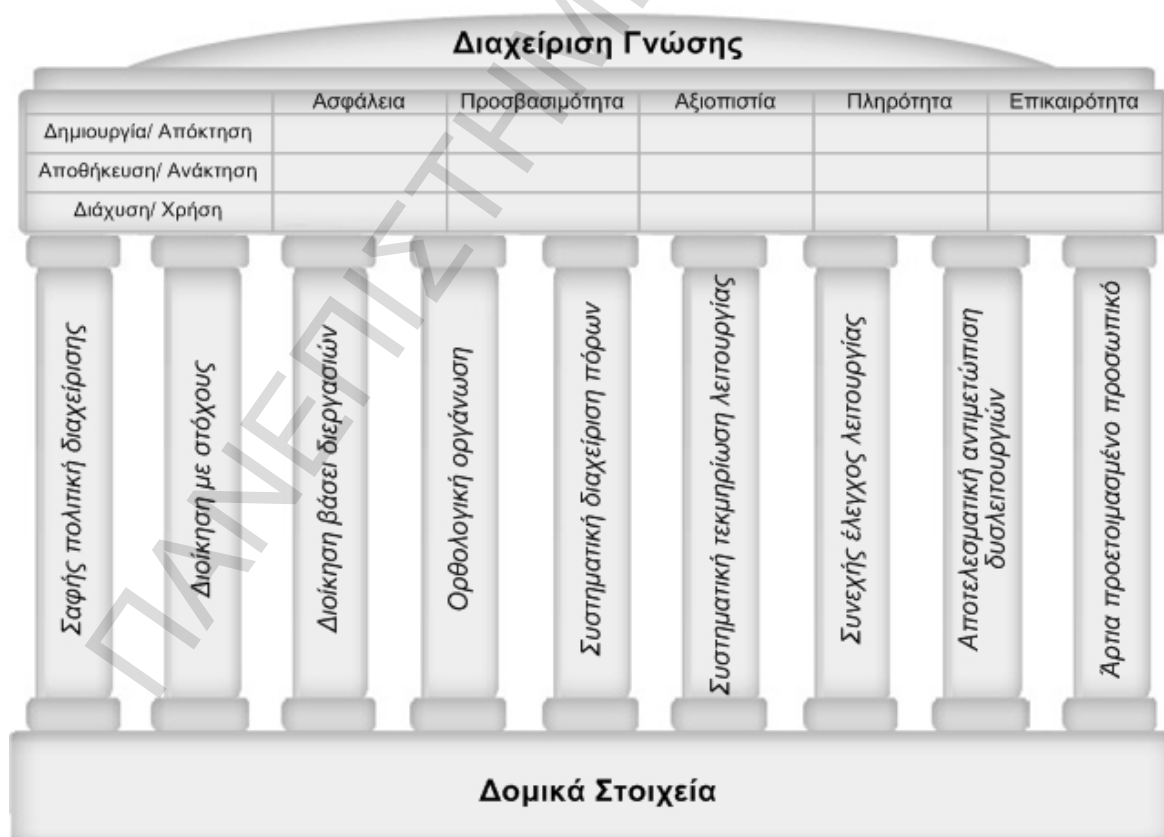 Διαχείριση Γνώσης
Ασφάλεια Προσβασιμότητα Αξιοπιστία Πληρότητα Επικαιρότητα
Δημιουργία/ Απόκτηση
Αποθήκευση/ Ανάκτηση
Διάχυση/ Χρήση
Σαφής πολιτική διαχείρισης
Διοίκηση με στόχους
Διοίκηση βάσει διεργασιών
Ορθολογική οργάνωση
Συστηματική διαχείριση πόρων
Συστηματική τεκμηρίωση λειτουργίας
Συνεχής έλεγχος λειτουργίας
Αποτελεσματική αντιμετώπιση
δυσλειτουργιών
Άρτια προετοιμασμένο προσωπικό
Δομικά Στοιχεία